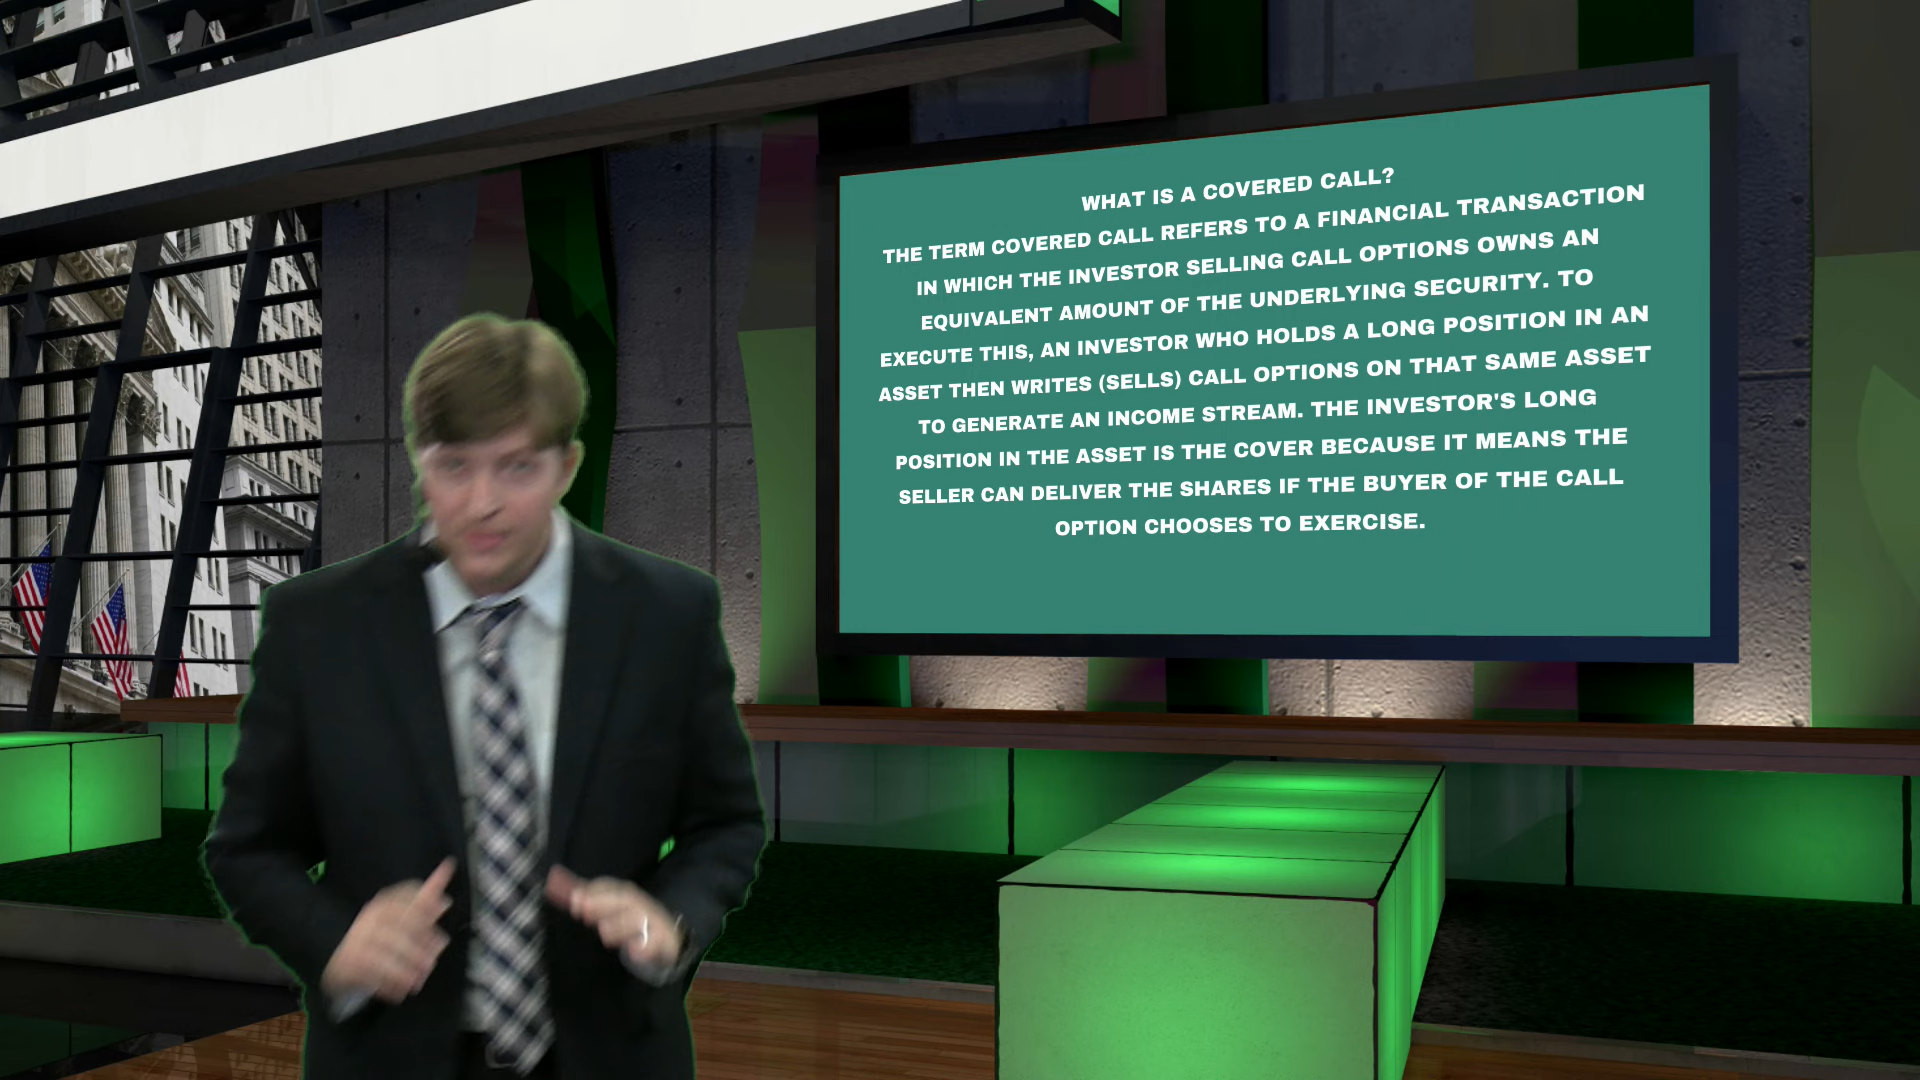 WHAT IS A COVERED CALL?
THE TERM COVERED CALL REFERS TO A FINANCIAL TRANSACTION
IN WHICH THE INVESTOR SELLING CALL OPTIONS OWNS AN
EQUIVALENT AMOUNT OF THE UNDERLYING SECURITY. TO
EXECUTE THIS, AN INVESTOR WHO HOLDS A LONG POSITION IN AN
ASSET THEN WRITES (SELLS) CALL OPTIONS ON THAT SAME ASSET
TO GENERATE AN INCOME STREAM. THE INVESTOR'S LONG
POSITION IN THE ASSET IS THE COVER BECAUSE IT MEANS THE
SELLER CAN DELIVER THE SHARES IF THE BUYER OF THE CALL
OPTION CHOOSES TO EXERCISE.